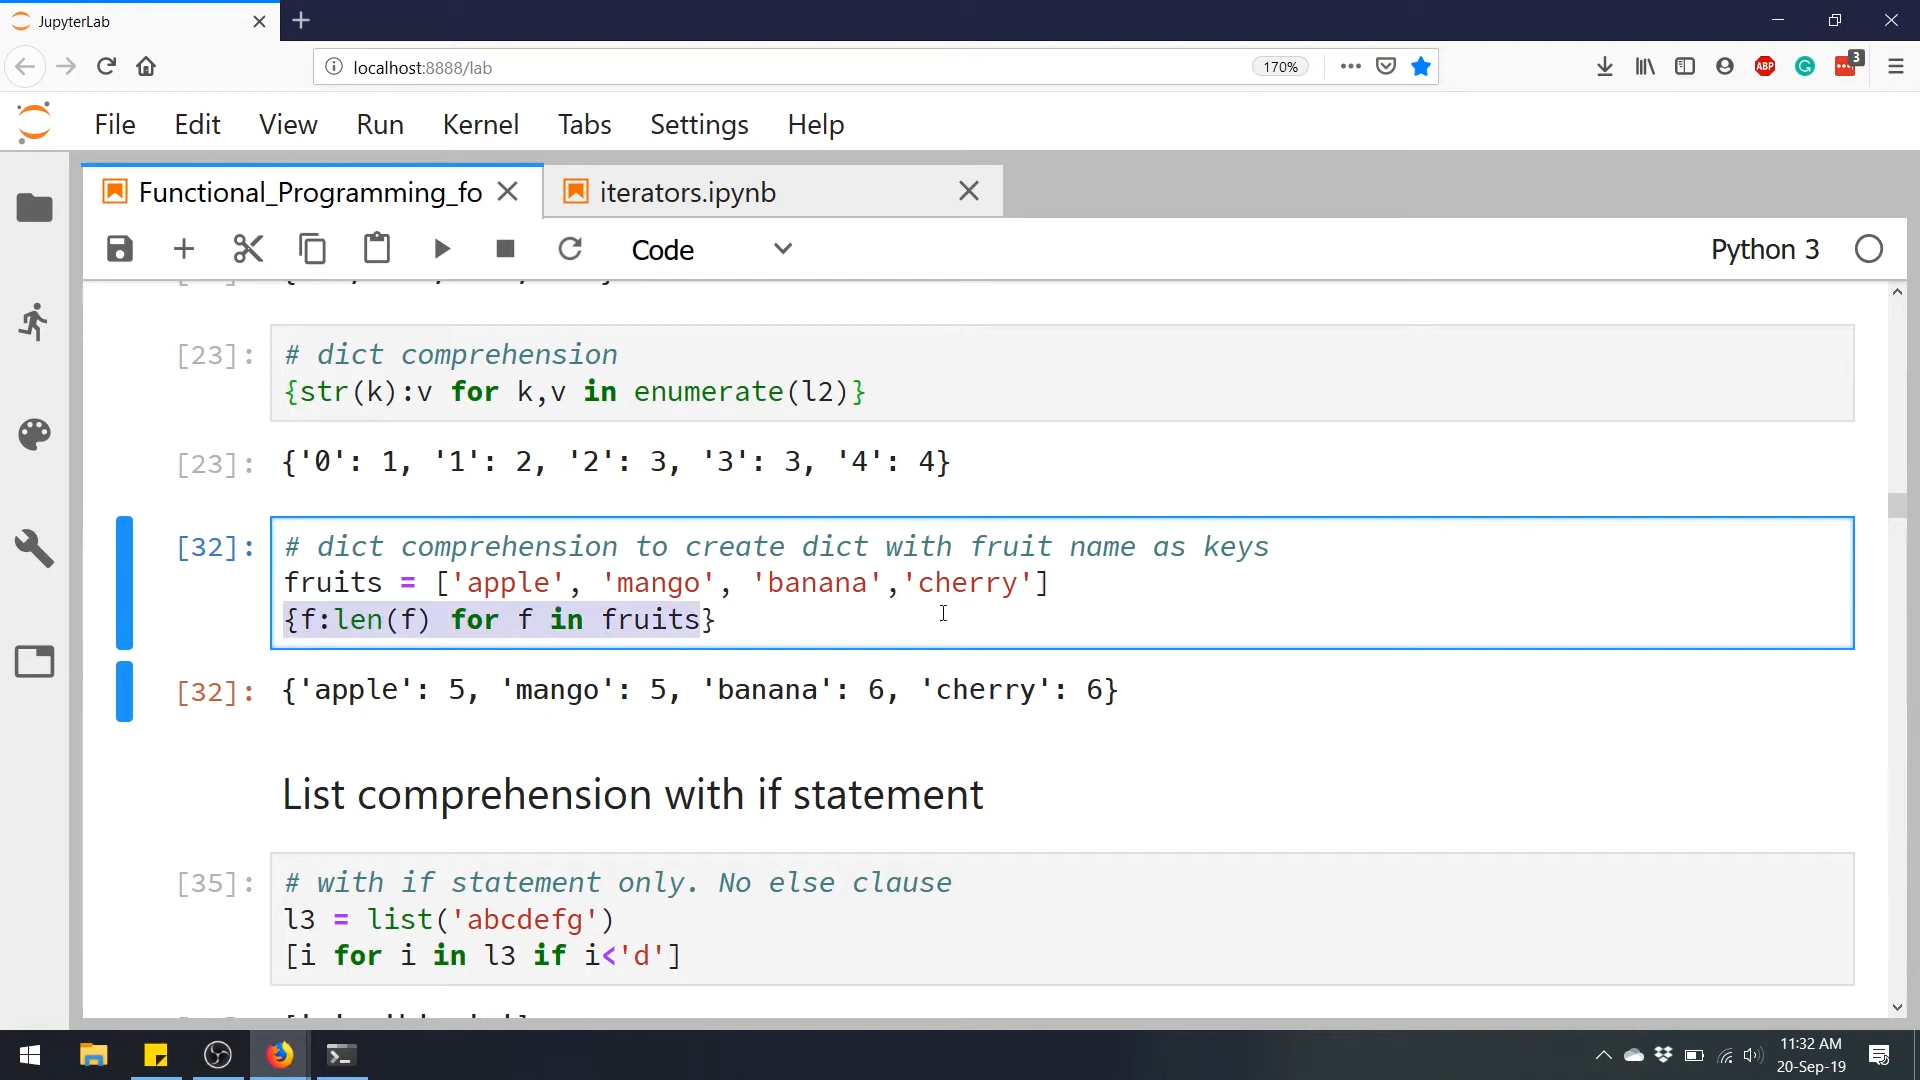 JupyterLab
localhost:8888/lab
170%
ABP
3
File Edit View Run Kernel Tabs Settings Help
Functional_Programming_fo
iterators.ipynb
Code
Python 3
[23]:
# dict comprehension
{str(k):v for k,v in enumerate(l2)}
[23]:
{'0': 1, '1': 2, '2': 3, '3': 3, '4': 4}
[32]:
# dict comprehension to create dict with fruit name as keys
fruits = ['apple', 'mango', 'banana','cherry']
{f:len(f) for f in fruits}
[32]:
{'apple': 5, 'mango': 5, 'banana': 6, 'cherry': 6}
List comprehension with if statement
[35]:
# with if statement only. No else clause
l3 = list('abcdefg')
[i for i in l3 if i<'d']
11:32 AM
20-Sep-19